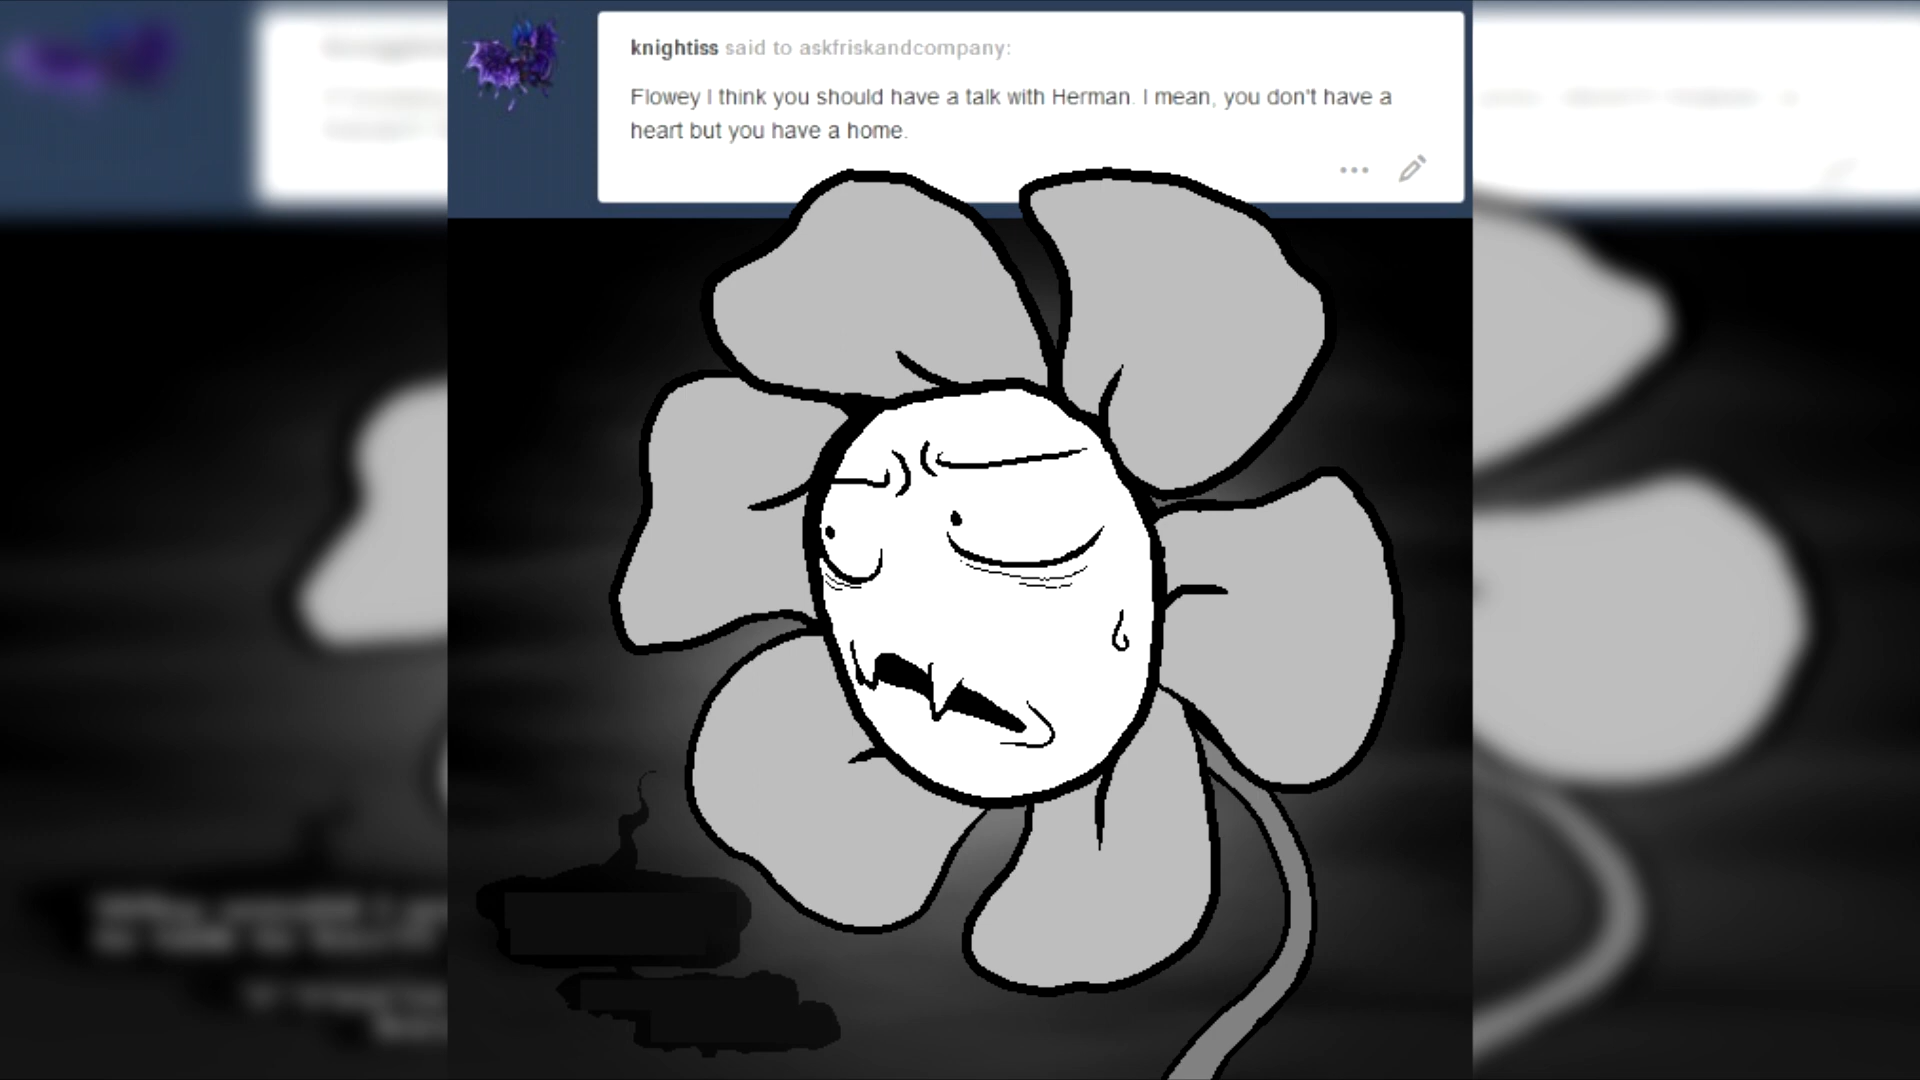 knightiss said to askfriskandcompany:
Flowey I think you should have a talk with Herman. I mean, you don't have a
heart but you have a home.